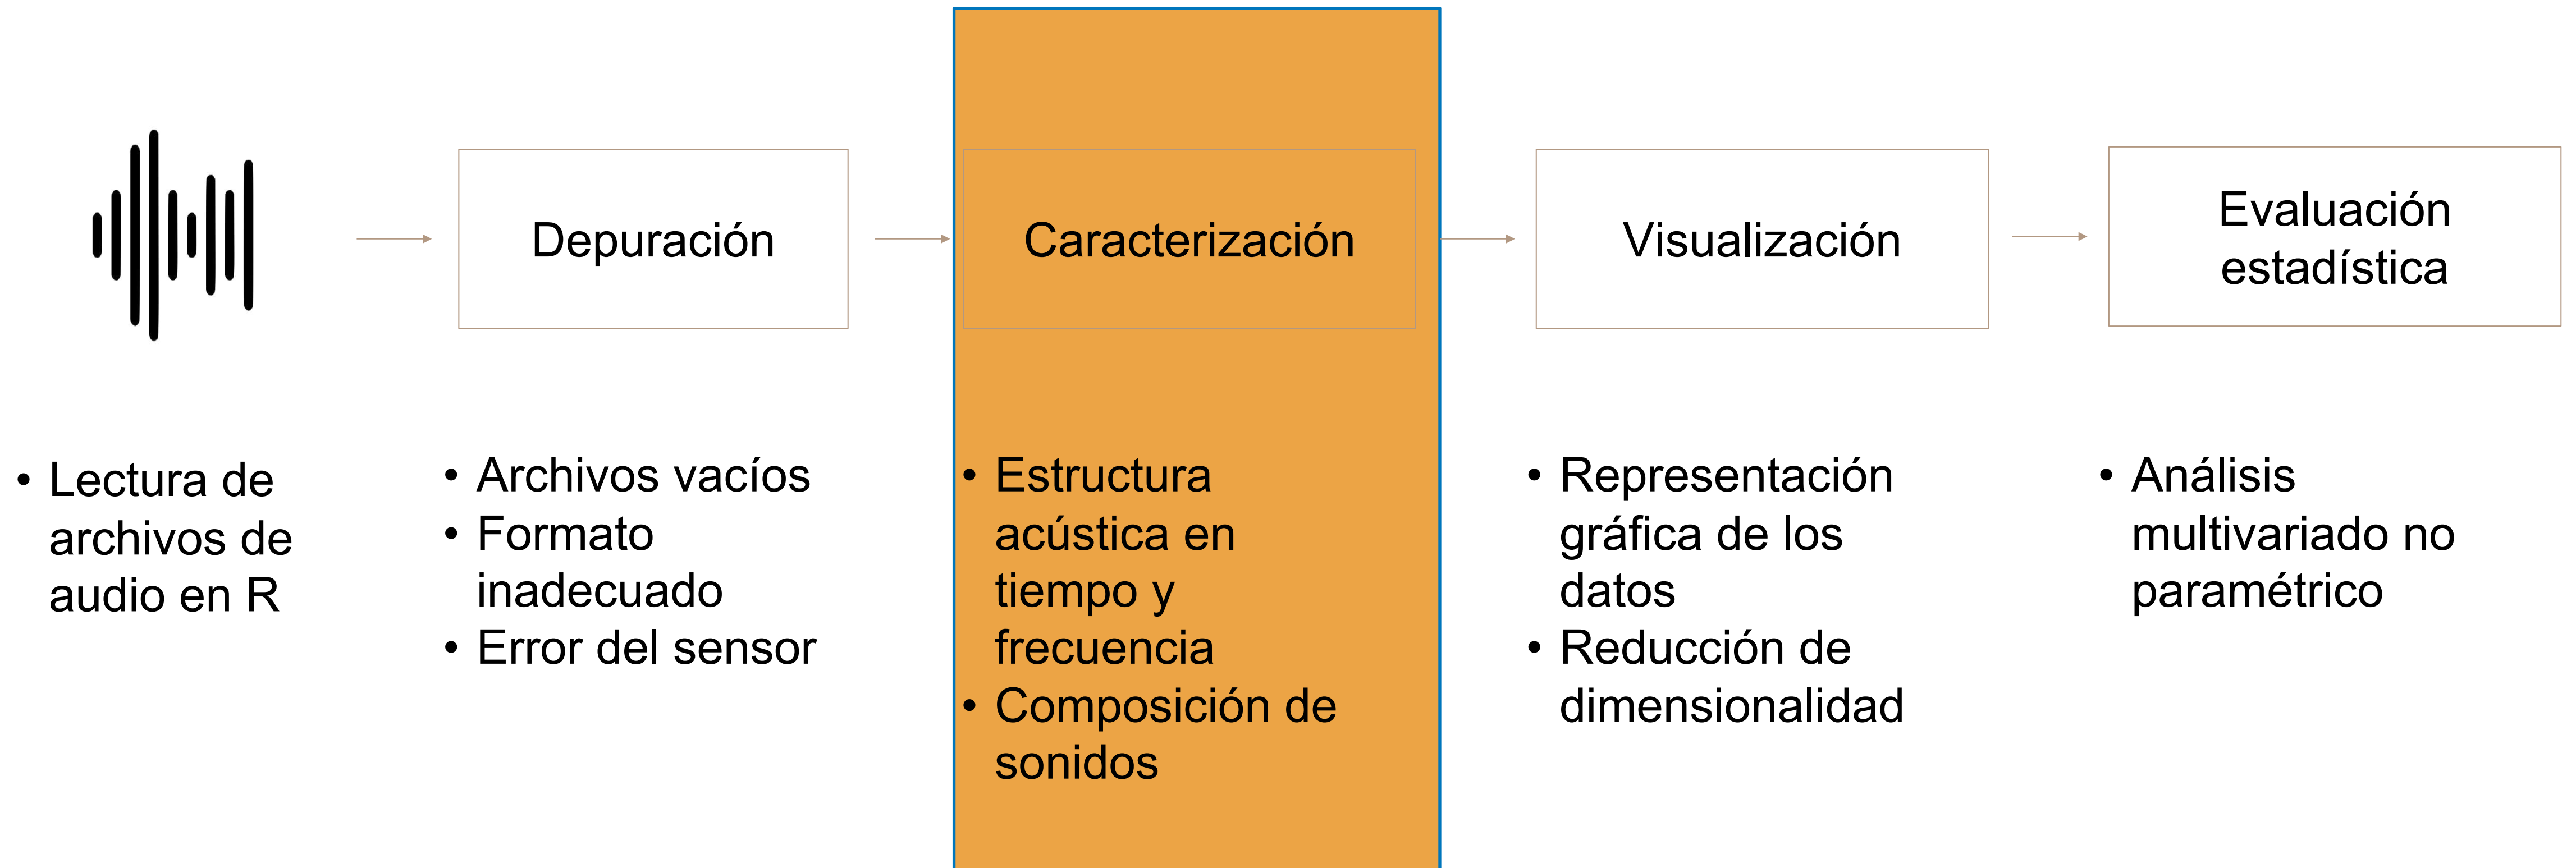 Depuración
Caracterización
Visualización
Evaluación
estadística
• Lectura de
archivos de
audio en R
• Archivos vacíos
• Formato
inadecuado
• Error del sensor
• Estructura
acústica en
tiempo y
frecuencia
• Composición de
sonidos
• Representación
gráfica de los
datos
• Reducción de
dimensionalidad
• Análisis
multivariado no
paramétrico